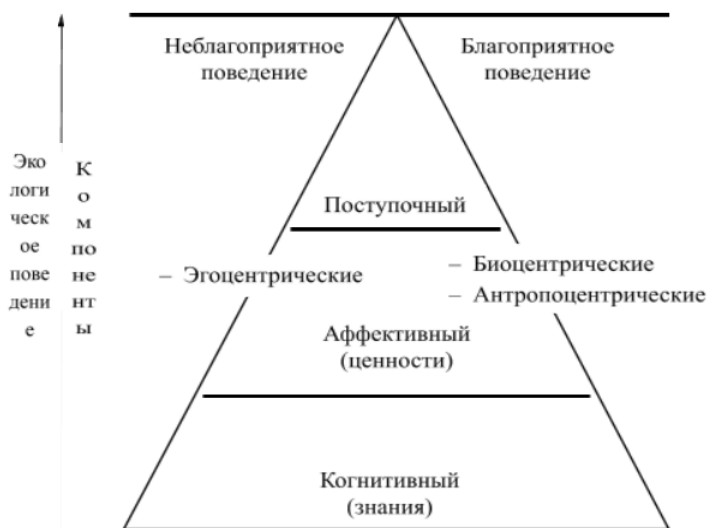 Неблагоприятное
поведение
Благоприятное
поведение
Эко
логи
ческ
ое
пове
дени
е
К
о
м
по
не
нт
ы
Поступочный
– Эгоцентрические
– Биоцентрические
– Антропоцентрические
Аффективный
(ценности)
Когнитивный
(знания)